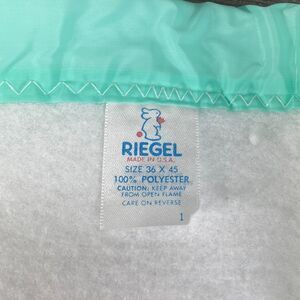 RIEGEL
MADE IN U.S.A.
SIZE 36 X 45
100% POLYESTER
CAUTION: KEEP AWAY
FROM OPEN FLAME
CARE ON REVERSE
1